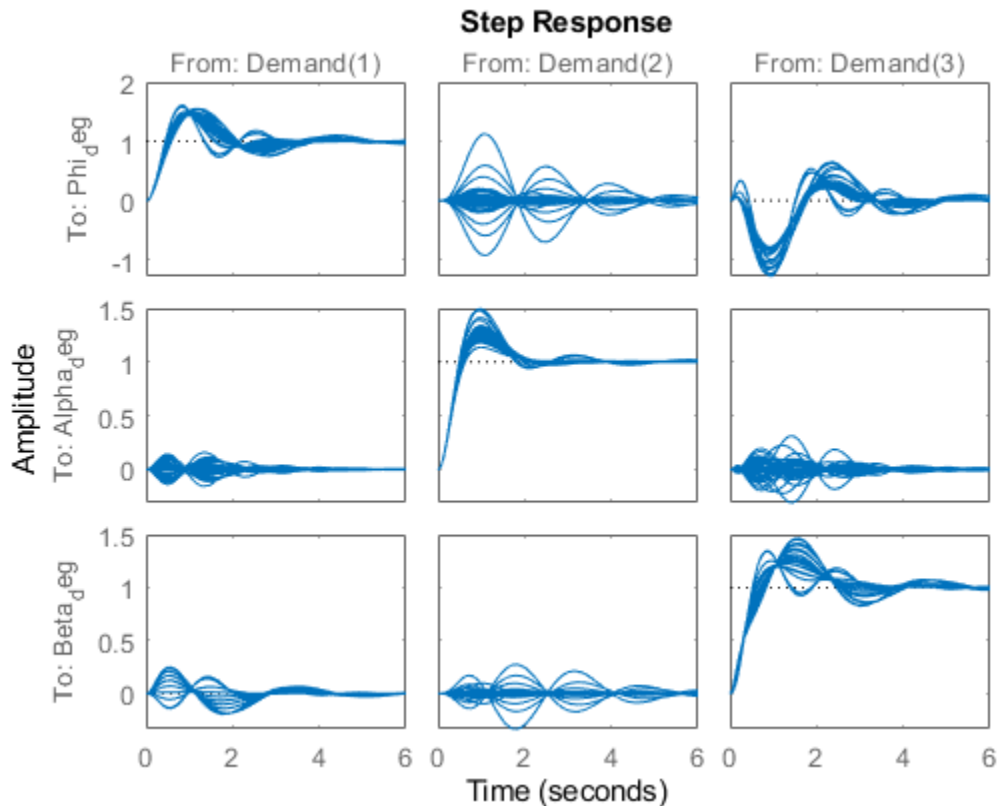 Step Response
From: Demand(1) From: Demand(2) From: Demand(3)
Amplitude
To: Phi_deg
2
1
0
-1
To: Alpha_deg
1.5
1
0.5
0
To: Beta_deg
1.5
1
0.5
0
0 2 4 6 0 2 4 6 0 2 4 6
Time (seconds)